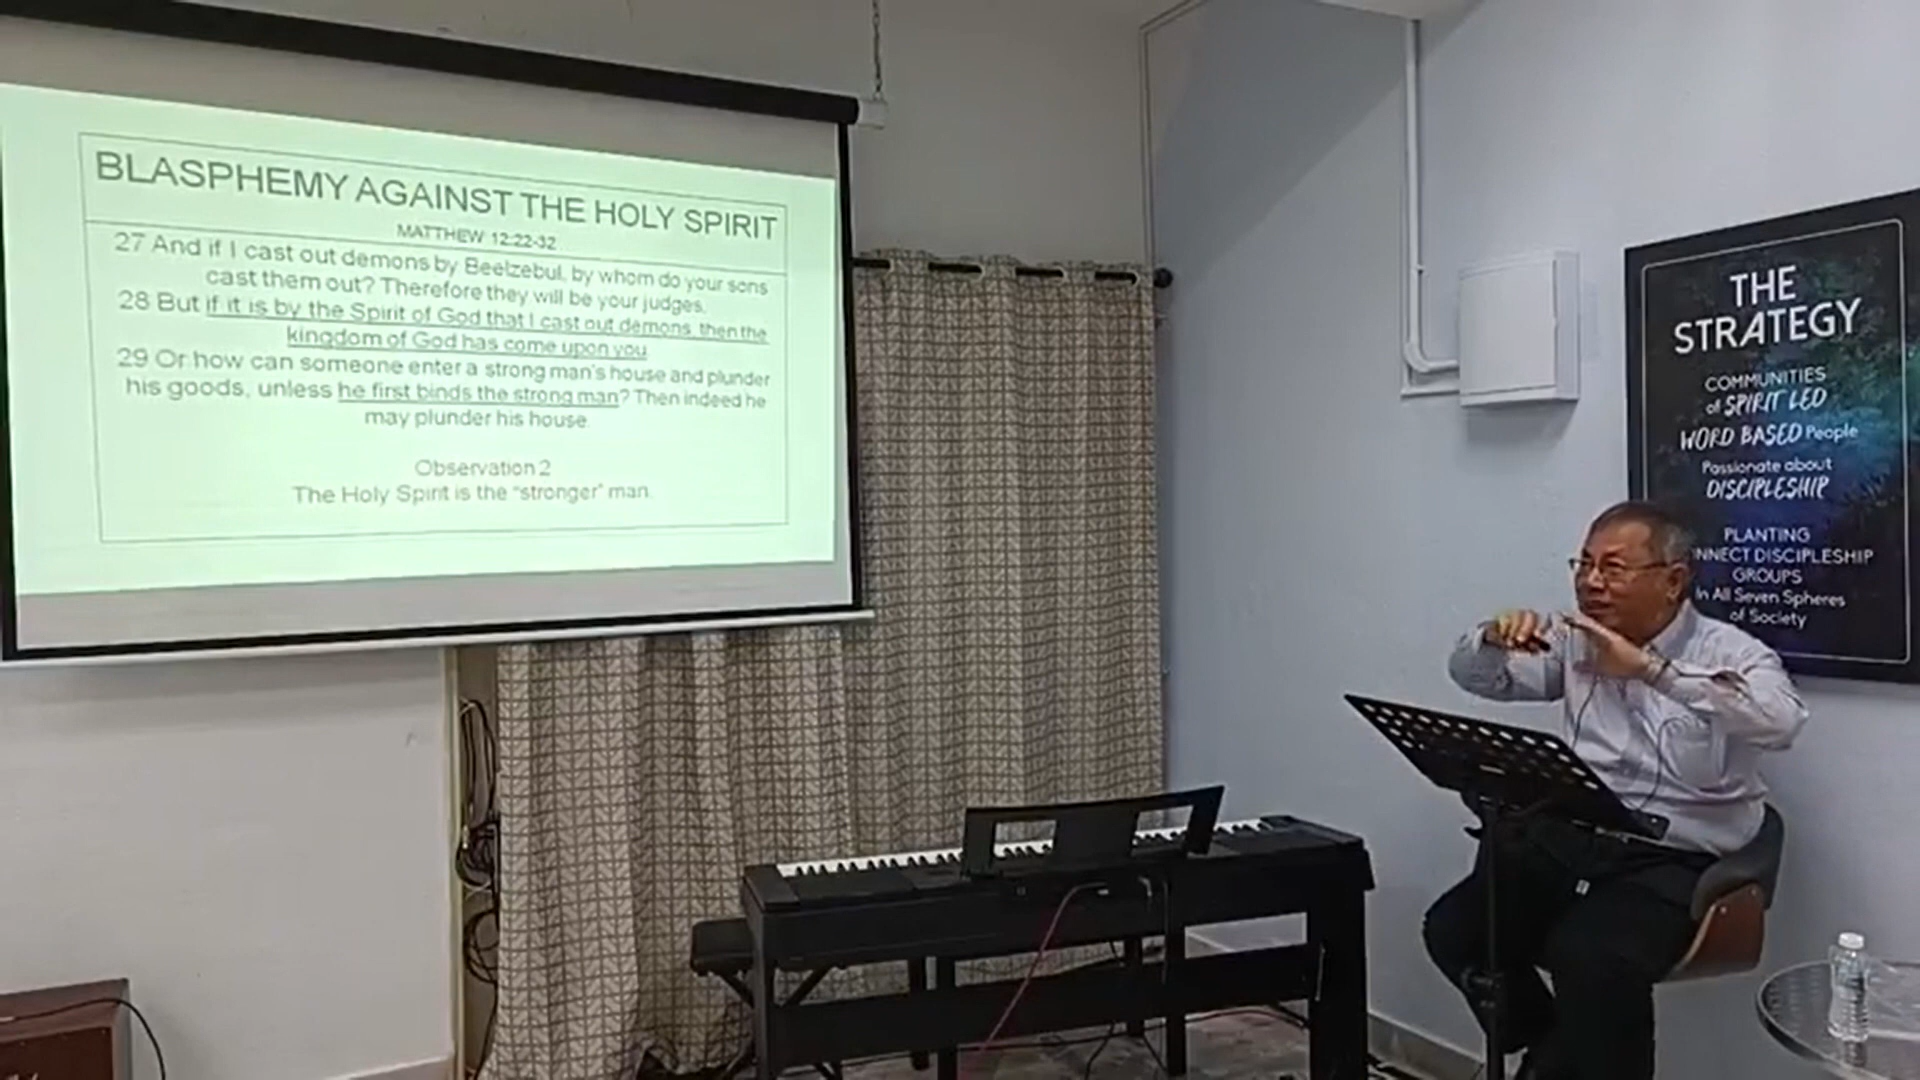 BLASPHEMY AGAINST THE HOLY SPIRIT
MATTHEW 12:22-32
27 And if I cast out demons by Beelzebul, by whom do your sons
cast them out? Therefore they will be your judges.
28 But if it is by the Spirit of God that I cast out demons, then the
kingdom of God has come upon you.
29 Or how can someone enter a strong man's house and plunder
his goods, unless he first binds the strong man? Then indeed he
may plunder his house.
Observation 2
The Holy Spirit is the "stronger" man.
THE
STRATEGY
COMMUNITIES
of SPIRIT LED
WORD BASED People
Passionate about
DISCIPLESHIP
PLANTING
NNECT DISCIPLESHIP
GROUPS
In All Seven Spheres
of Society